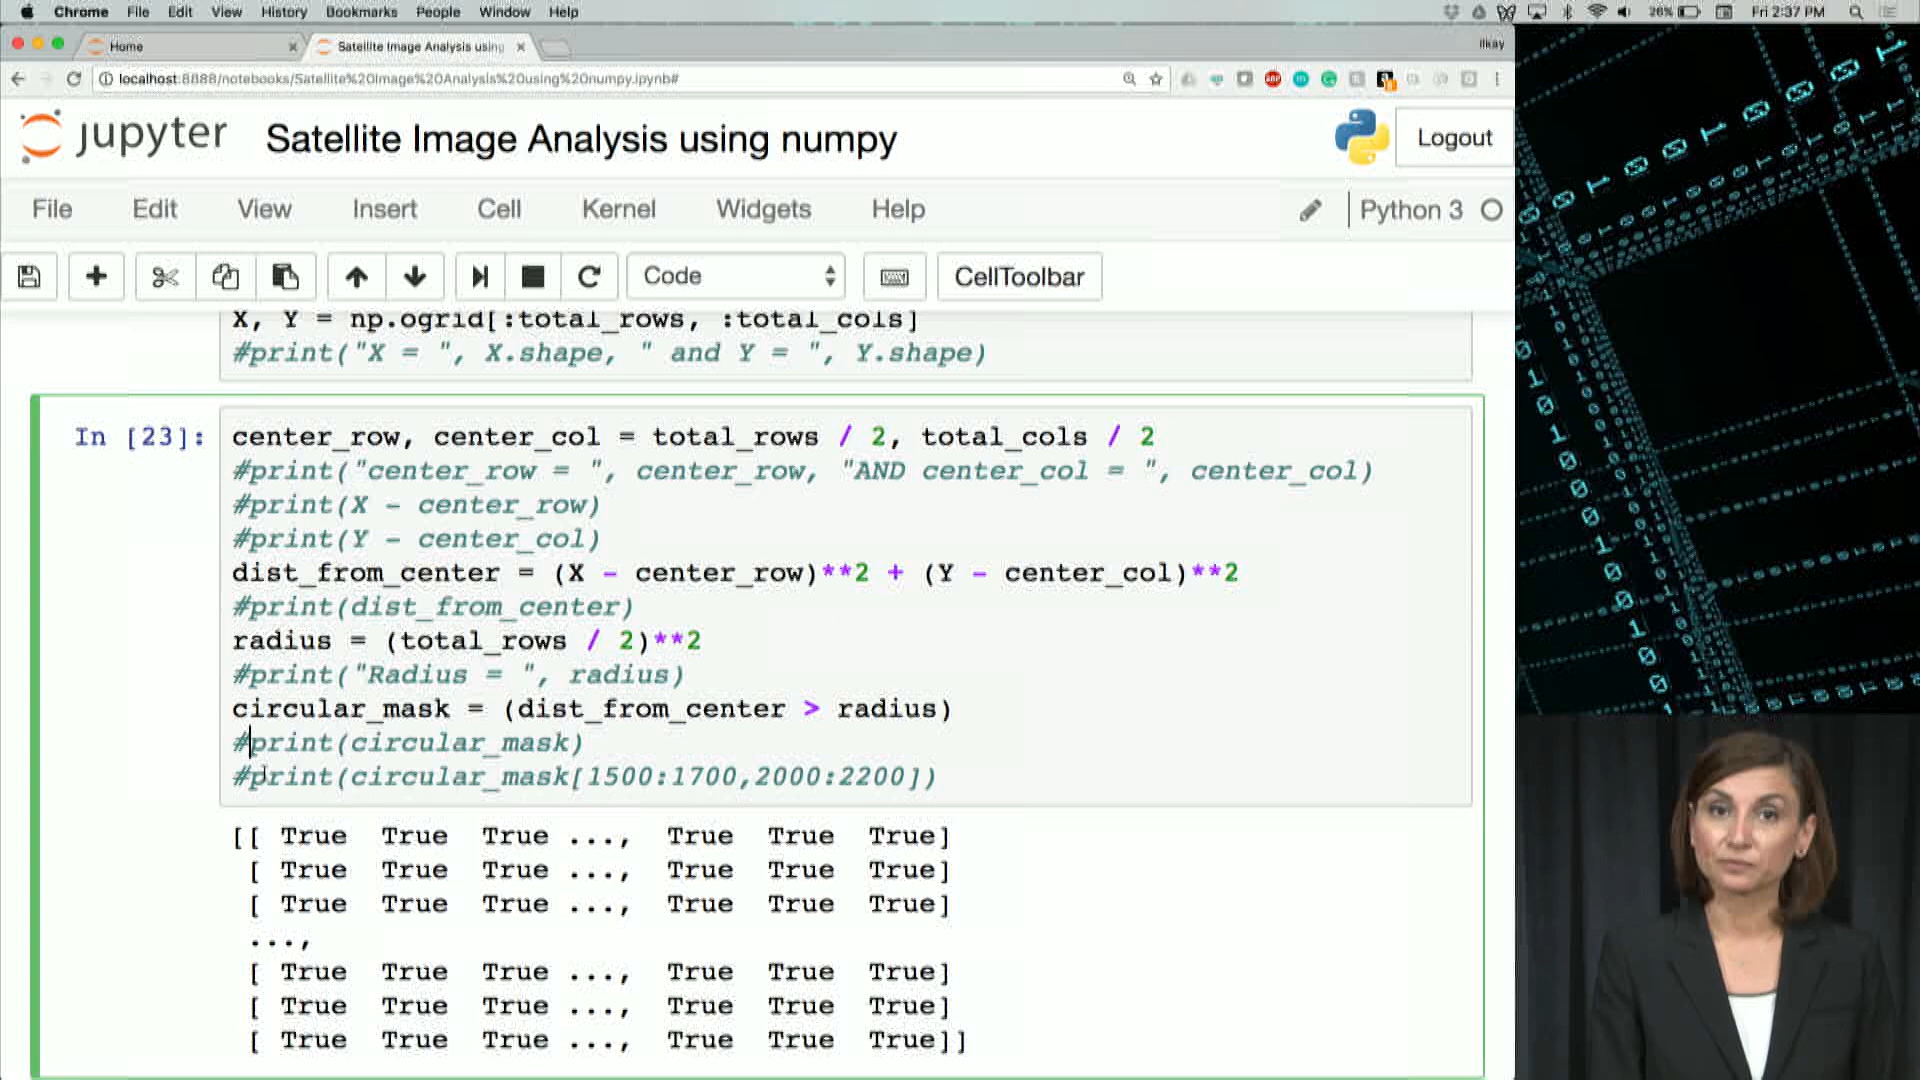 Chrome File Edit View History Bookmarks People Window Help 26% Fri 2:37 PM
Home Satellite Image Analysis using Ilkay
localhost:8888/notebooks/Satellite%20Image%20Analysis%20using%20numpy.ipynb#
jupyter Satellite Image Analysis using numpy Logout
File Edit View Insert Cell Kernel Widgets Help Python 3
Code CellToolbar
X, Y = np.ogrid[:total_rows, :total_cols]
#print("X = ", X.shape, " and Y = ", Y.shape)
In [23]: center_row, center_col = total_rows / 2, total_cols / 2
#print("center_row = ", center_row, "AND center_col = ", center_col)
#print(X - center_row)
#print(Y - center_col)
dist_from_center = (X - center_row)**2 + (Y - center_col)**2
#print(dist_from_center)
radius = (total_rows / 2)**2
#print("Radius = ", radius)
circular_mask = (dist_from_center > radius)
#print(circular_mask)
#print(circular_mask[1500:1700,2000:2200])
[[ True True True ..., True True True]
[ True True True ..., True True True]
[ True True True ..., True True True]
...,
[ True True True ..., True True True]
[ True True True ..., True True True]
[ True True True ..., True True True]]